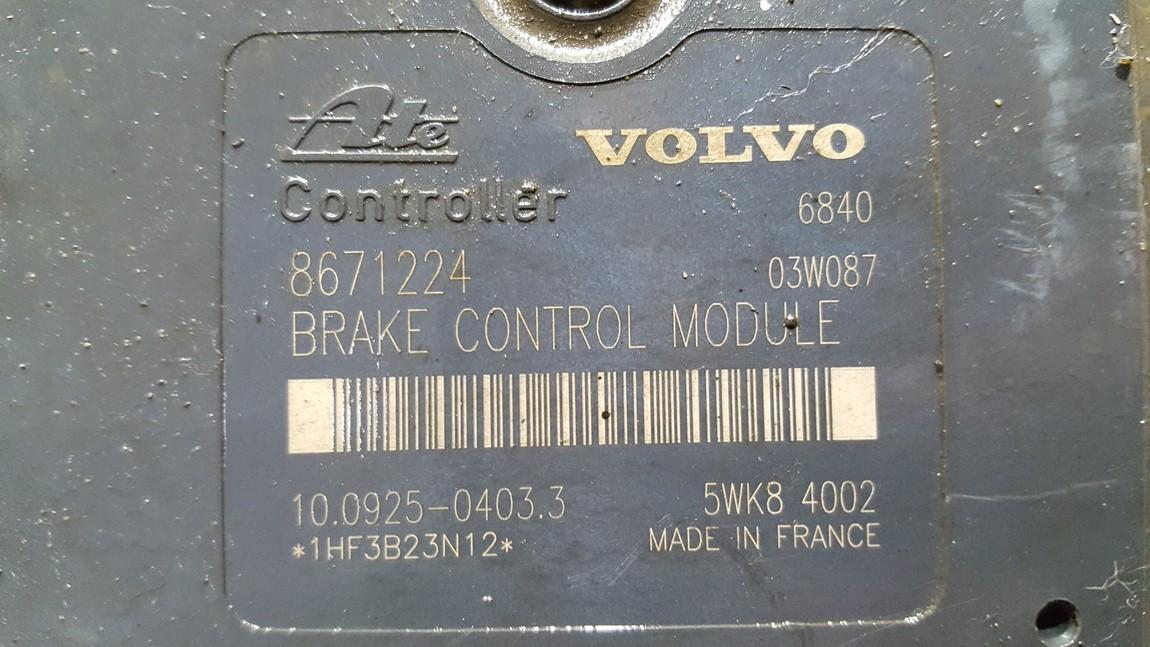 Ate VOLVO
Controller 6840
8671224 03W087
BRAKE CONTROL MODULE
10.0925-0403.3 5WK8 4002
*1HF3B23N12* MADE IN FRANCE